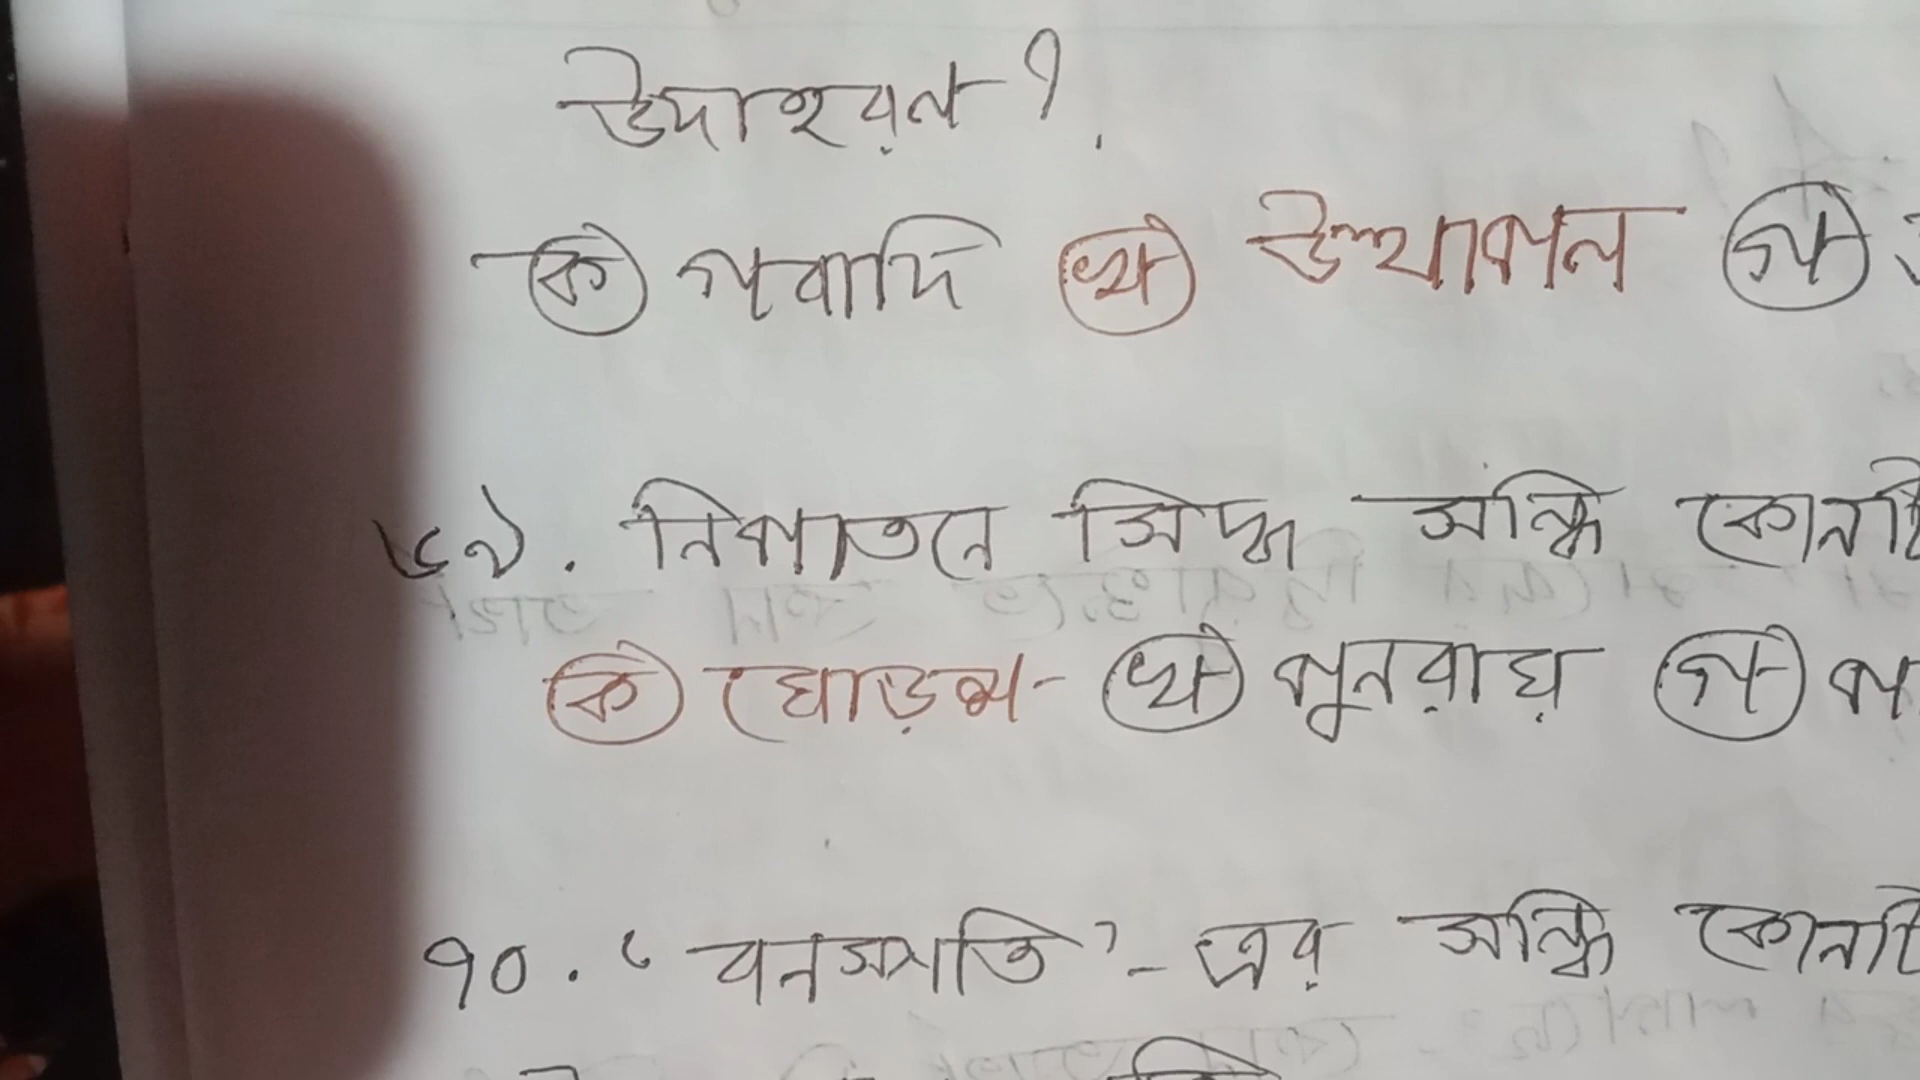 উদাহরণ ?
ক গবাদি খ উত্থাপন গ
৬৯. নিপাতনে সিদ্ধ সন্ধি কোনটি
ক ষোড়শ খ পুনরায় গ প
৭০. ‘বনস্পতি’- এর সন্ধি কোনটি